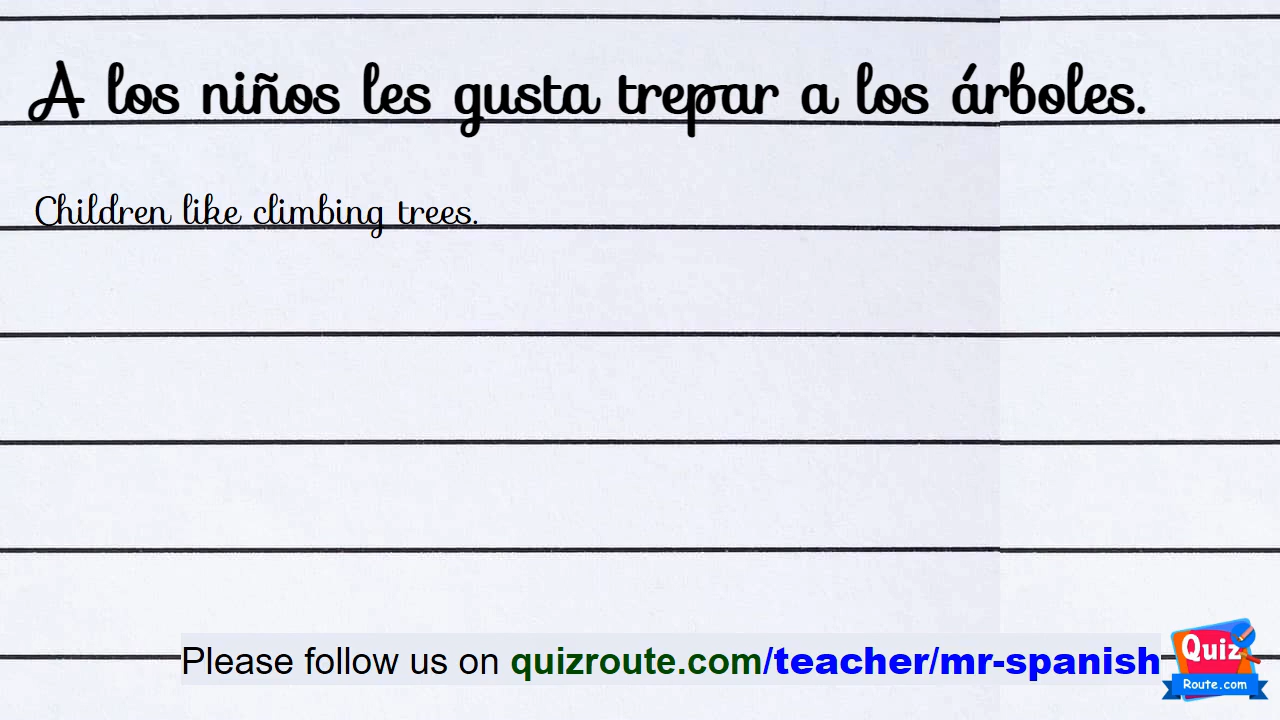 A los niños les gusta trepar a los árboles.
Children like climbing trees.
Please follow us on quizroute.com/teacher/mr-spanish
Quiz
Route.com